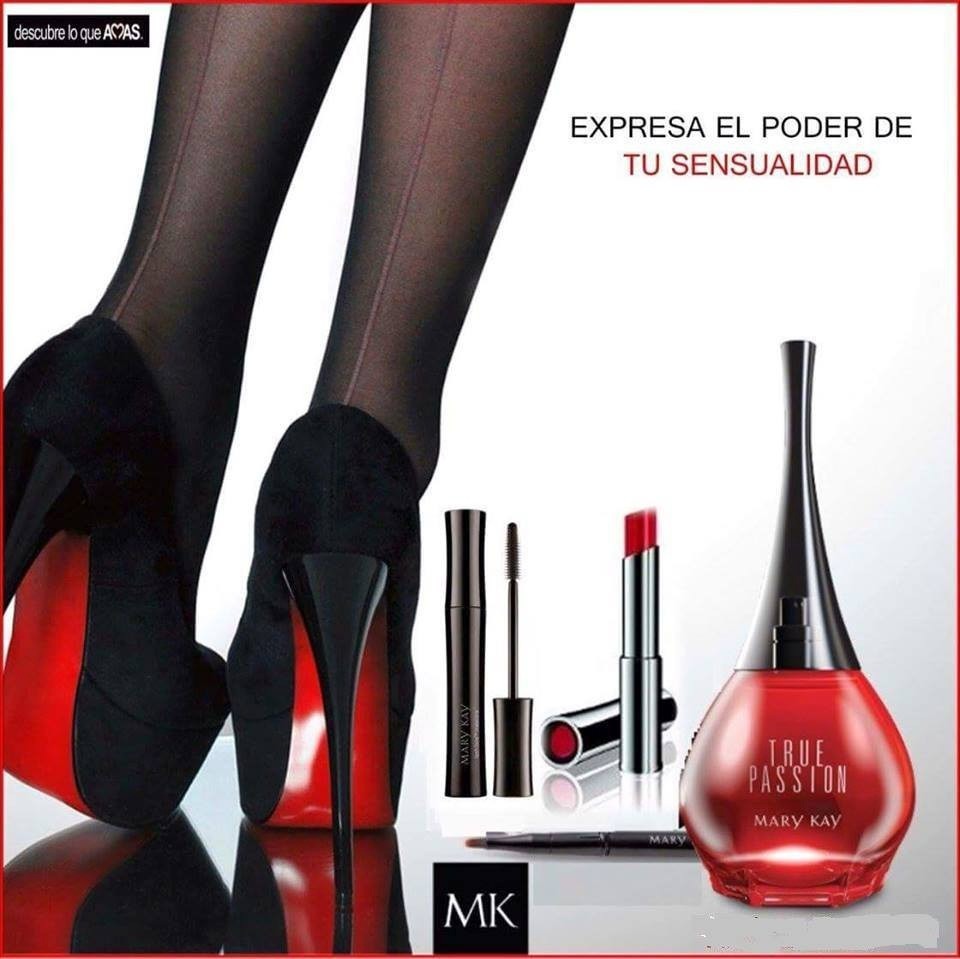 descubre lo que AMAS.
EXPRESA EL PODER DE
TU SENSUALIDAD
MARY KAY
TRUE
PASSION
MARY KAY
MARY
MK